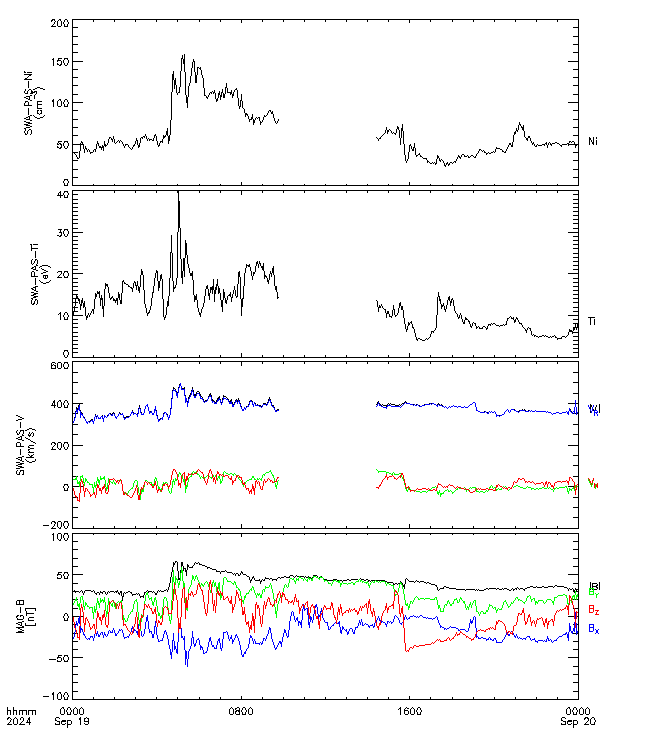 200
150
100
50
0
SWA-PAS-Ni
(cm⁻³)
Ni
40
30
20
10
0
SWA-PAS-Ti
(eV)
Ti
600
400
200
0
-200
SWA-PAS-V
(km/s)
100
50
0
-50
-100
MAG-B
[nT]
|B|
Bz
Bx
hhmm 0000 0800 1600 0000
2024 Sep 19 Sep 20